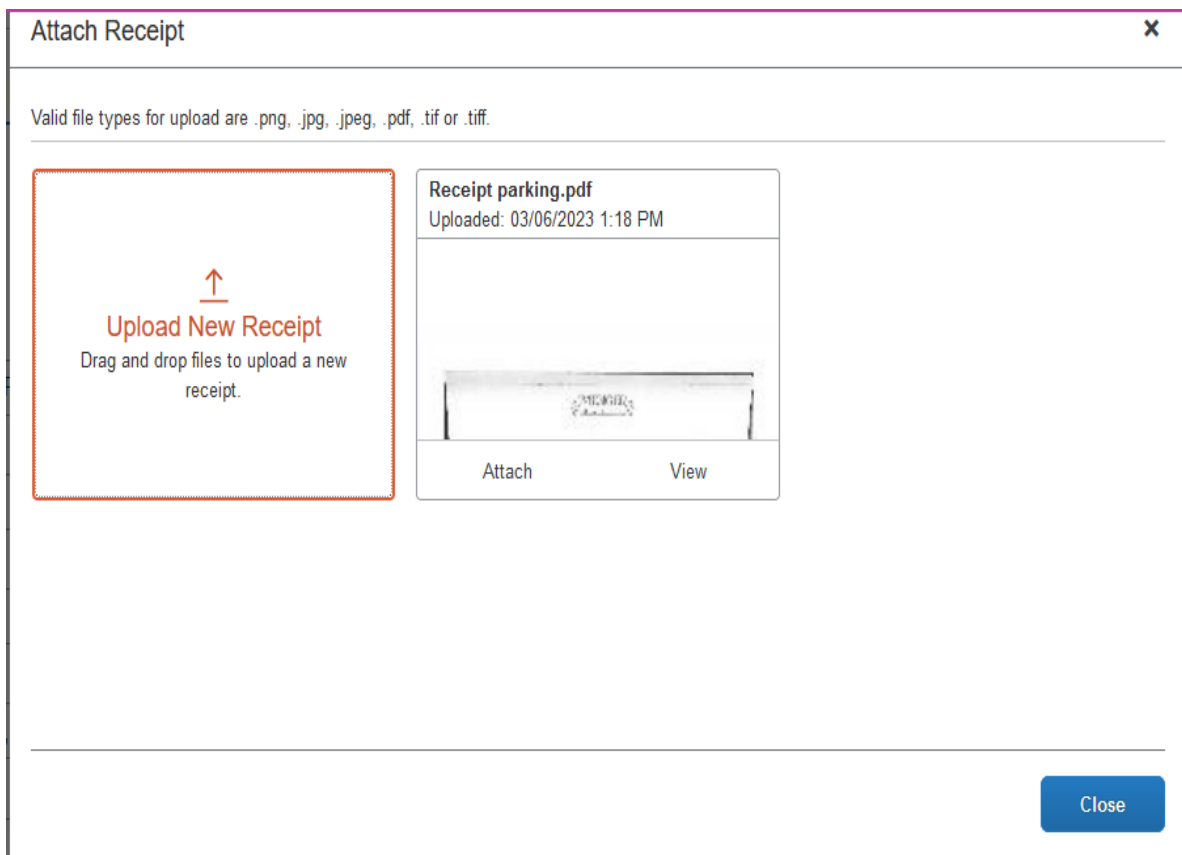 Attach Receipt
Valid file types for upload are .png, .jpg, .jpeg, .pdf, .tif or .tiff.
Upload New Receipt
Drag and drop files to upload a new
receipt.
Receipt parking.pdf
Uploaded: 03/06/2023 1:18 PM
Attach View
Close